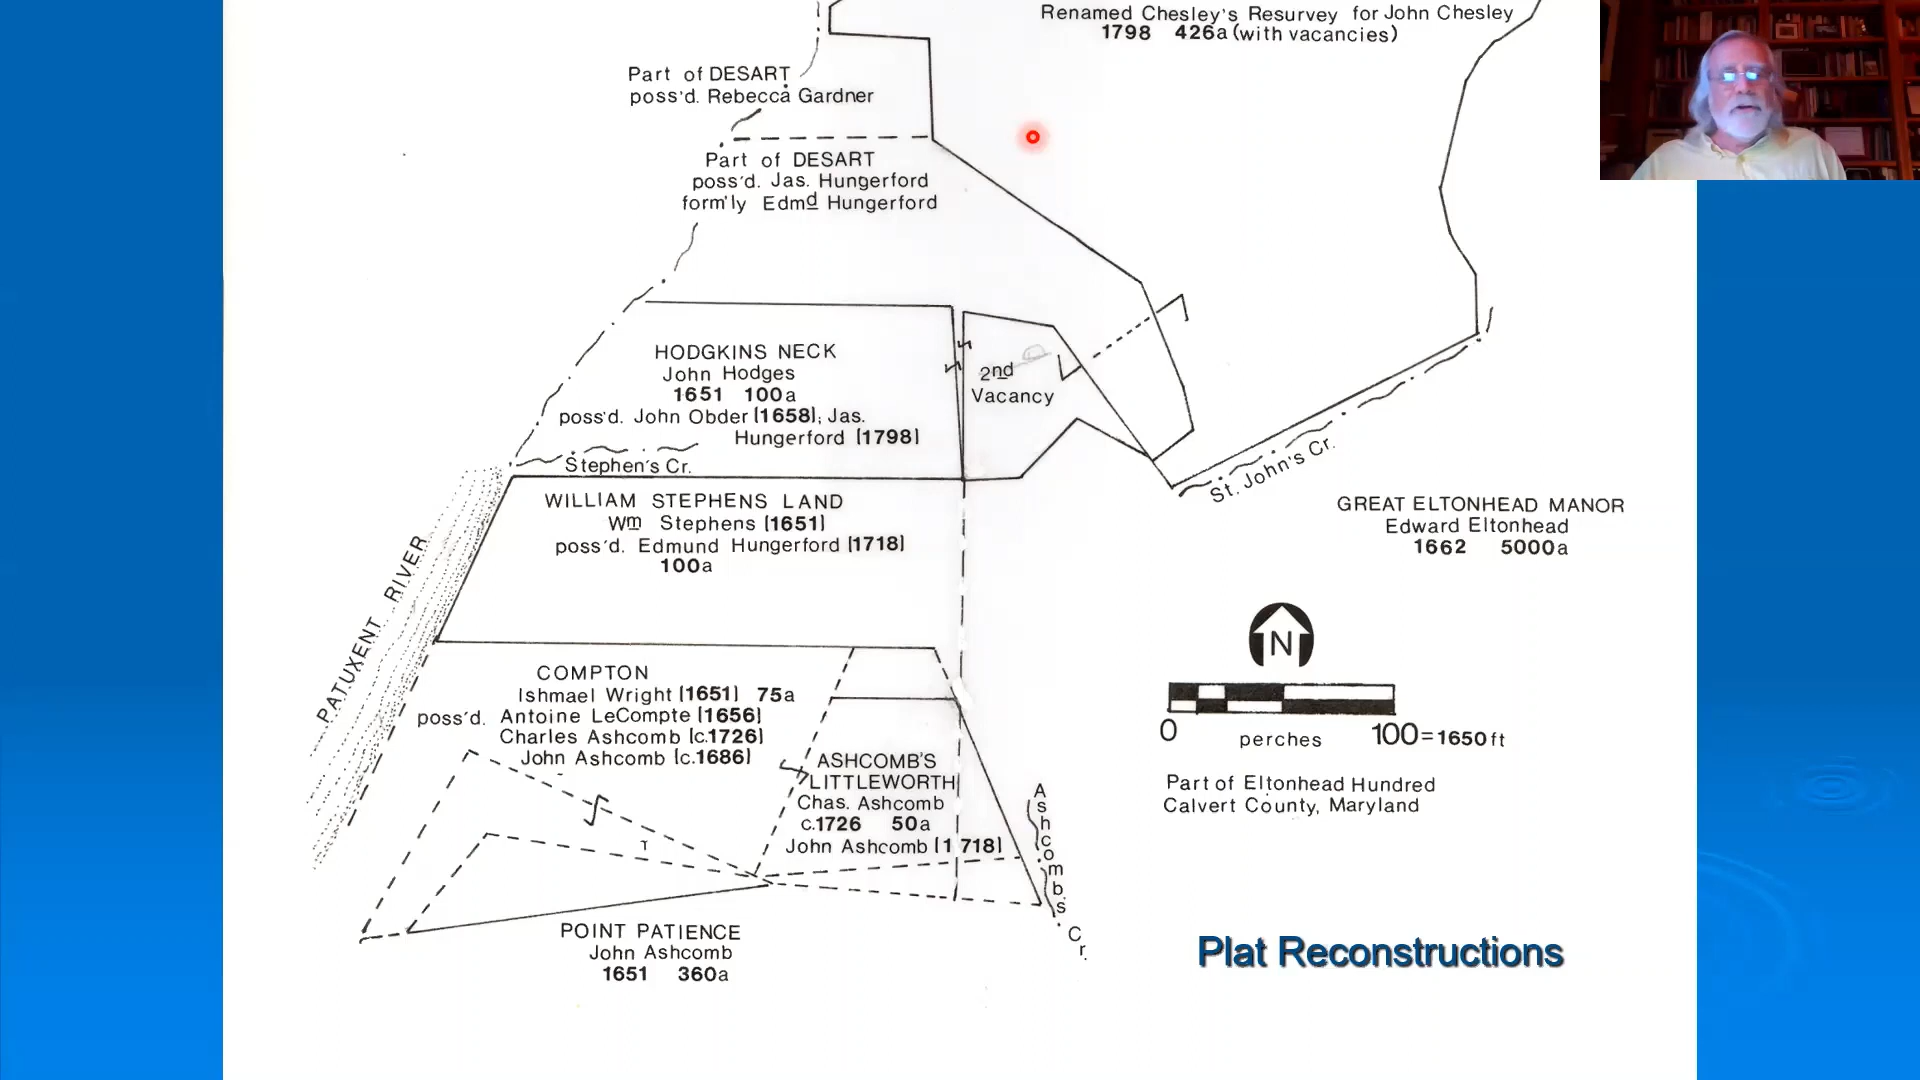 Renamed Chesley's Resurvey for John Chesley
1798 426a (with vacancies)
Part of DESART
poss'd. Rebecca Gardner
Part of DESART
poss'd. Jas. Hungerford
form'ly Edmd Hungerford
HODGKINS NECK
John Hodges
1651 100a
poss'd. John Obder (1658); Jas.
Hungerford (1798)
2nd
Vacancy
Stephen's Cr.
St. John's Cr.
WILLIAM STEPHENS LAND
Wm Stephens (1651)
poss'd. Edmund Hungerford (1718)
100a
GREAT ELTONHEAD MANOR
Edward Eltonhead
1662 5000a
PATUXENT RIVER
N
0 perches 100=1650ft
Part of Eltonhead Hundred
Calvert County, Maryland
COMPTON
Ishmael Wright (1651) 75a
poss'd. Antoine LeCompte (1656)
Charles Ashcomb (c.1726)
John Ashcomb (c.1686)
ASHCOMB'S
LITTLEWORTH
Chas. Ashcomb
c.1726 50a
John Ashcomb (1718)
Ashcomb's Cr.
POINT PATIENCE
John Ashcomb
1651 360a
Plat Reconstructions